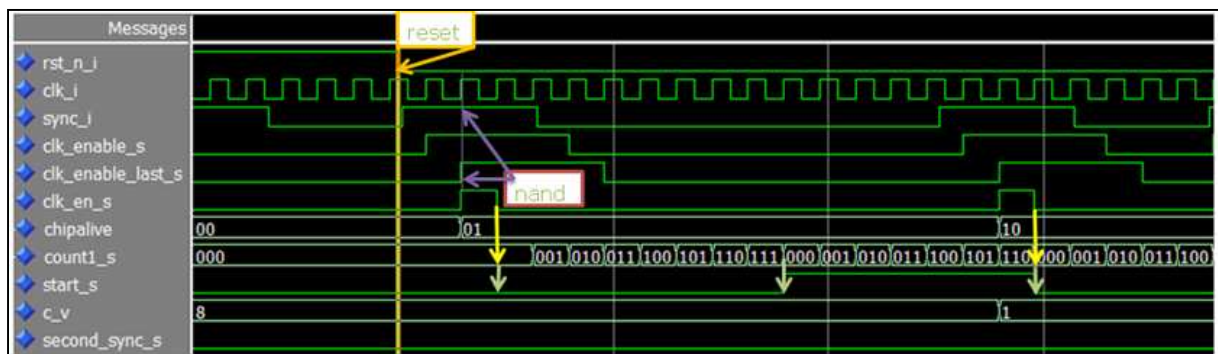 Messages
reset
rst_n_i
clk_i
sync_i
clk_enable_s
clk_enable_last_s
clk_en_s
nand
chipalive 00 01 10
count1_s 000 001 010 011 100 101 110 111 000 001 010 011 100 101 110 000 001 010 011 100
start_s
c_v 8 1
second_sync_s